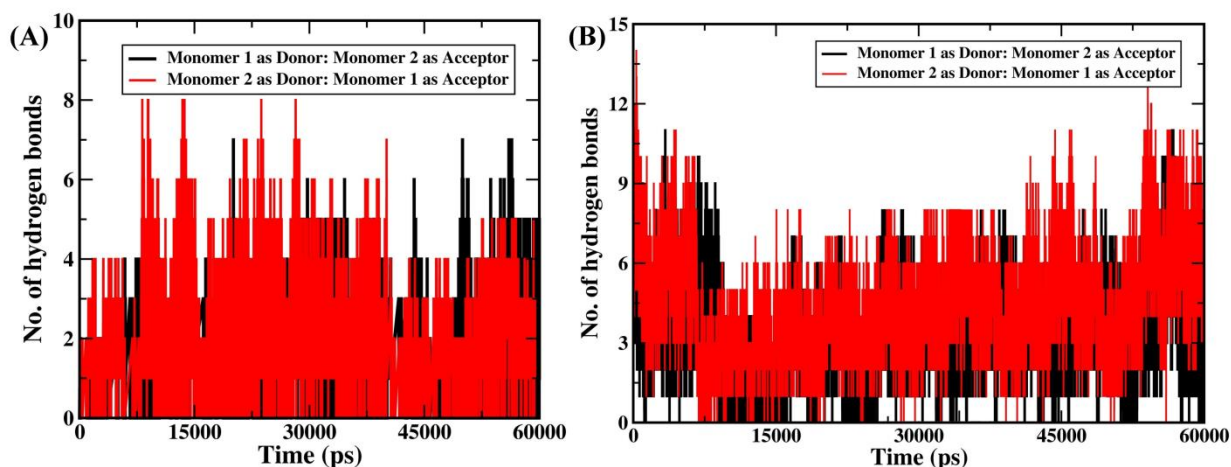 (A)
No. of hydrogen bonds
10
8
6
4
2
0
Monomer 1 as Donor: Monomer 2 as Acceptor
Monomer 2 as Donor: Monomer 1 as Acceptor
0 15000 30000 45000 60000
Time (ps)
(B)
No. of hydrogen bonds
15
12
9
6
3
0
Monomer 1 as Donor: Monomer 2 as Acceptor
Monomer 2 as Donor: Monomer 1 as Acceptor
0 15000 30000 45000 60000
Time (ps)